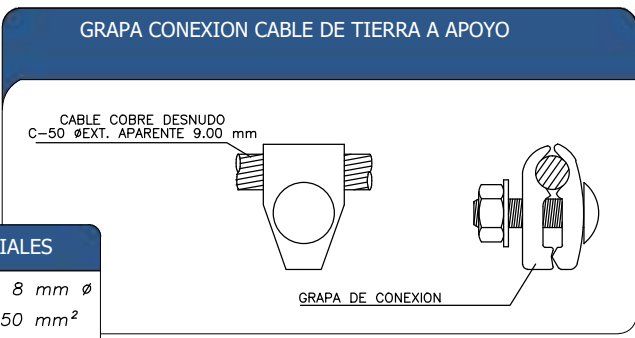 GRAPA CONEXION CABLE DE TIERRA A APOYO
CABLE COBRE DESNUDO
C-50 ØEXT. APARENTE 9.00 mm
GRAPA DE CONEXION
IALES
8 mm ø
50 mm²